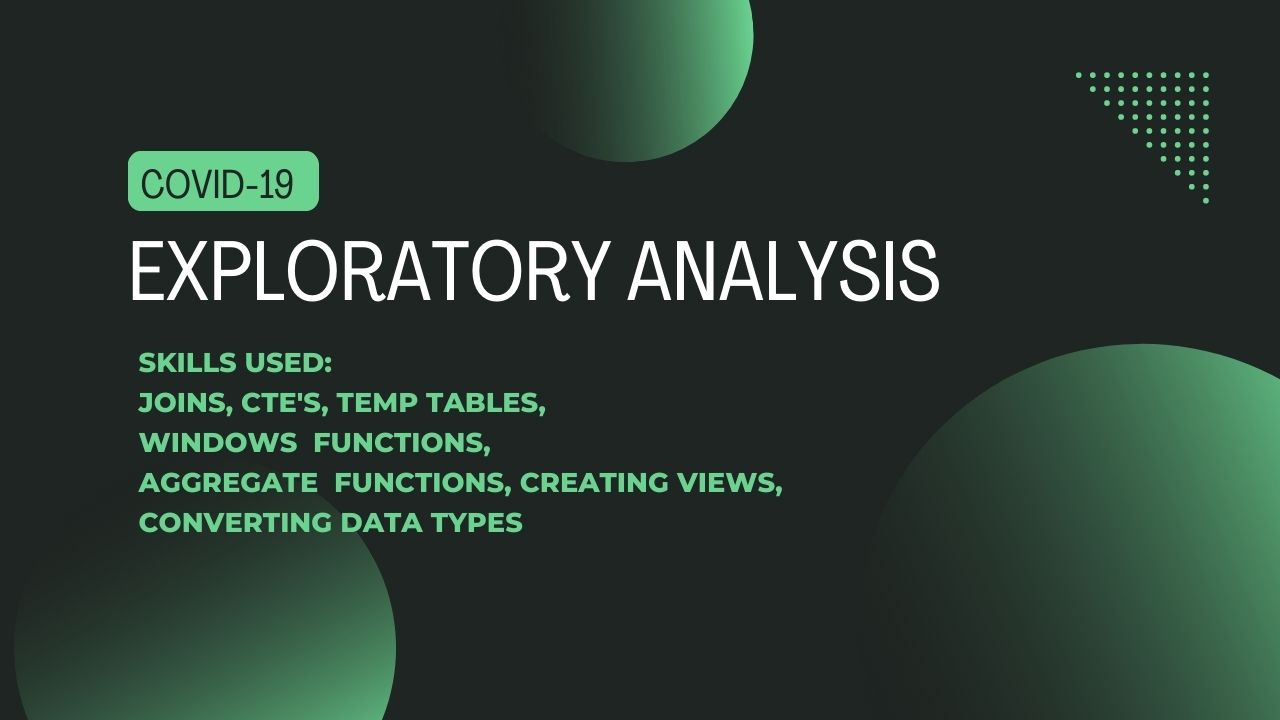 COVID-19
EXPLORATORY ANALYSIS
SKILLS USED:
JOINS, CTE'S, TEMP TABLES,
WINDOWS  FUNCTIONS,
AGGREGATE  FUNCTIONS, CREATING VIEWS,
CONVERTING DATA TYPES